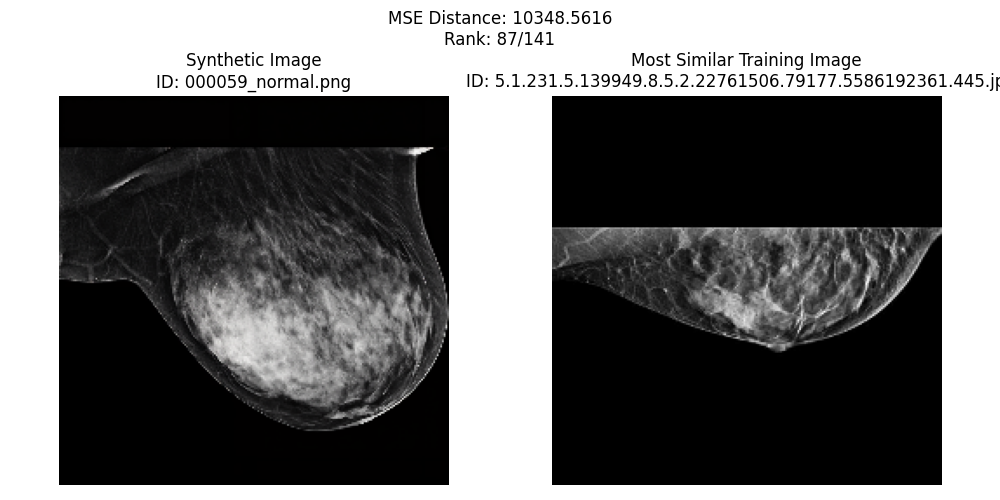 MSE Distance: 10348.5616
Rank: 87/141
Synthetic Image
ID: 000059_normal.png
Most Similar Training Image
ID: 5.1.231.5.139949.8.5.2.22761506.79177.5586192361.445.jp